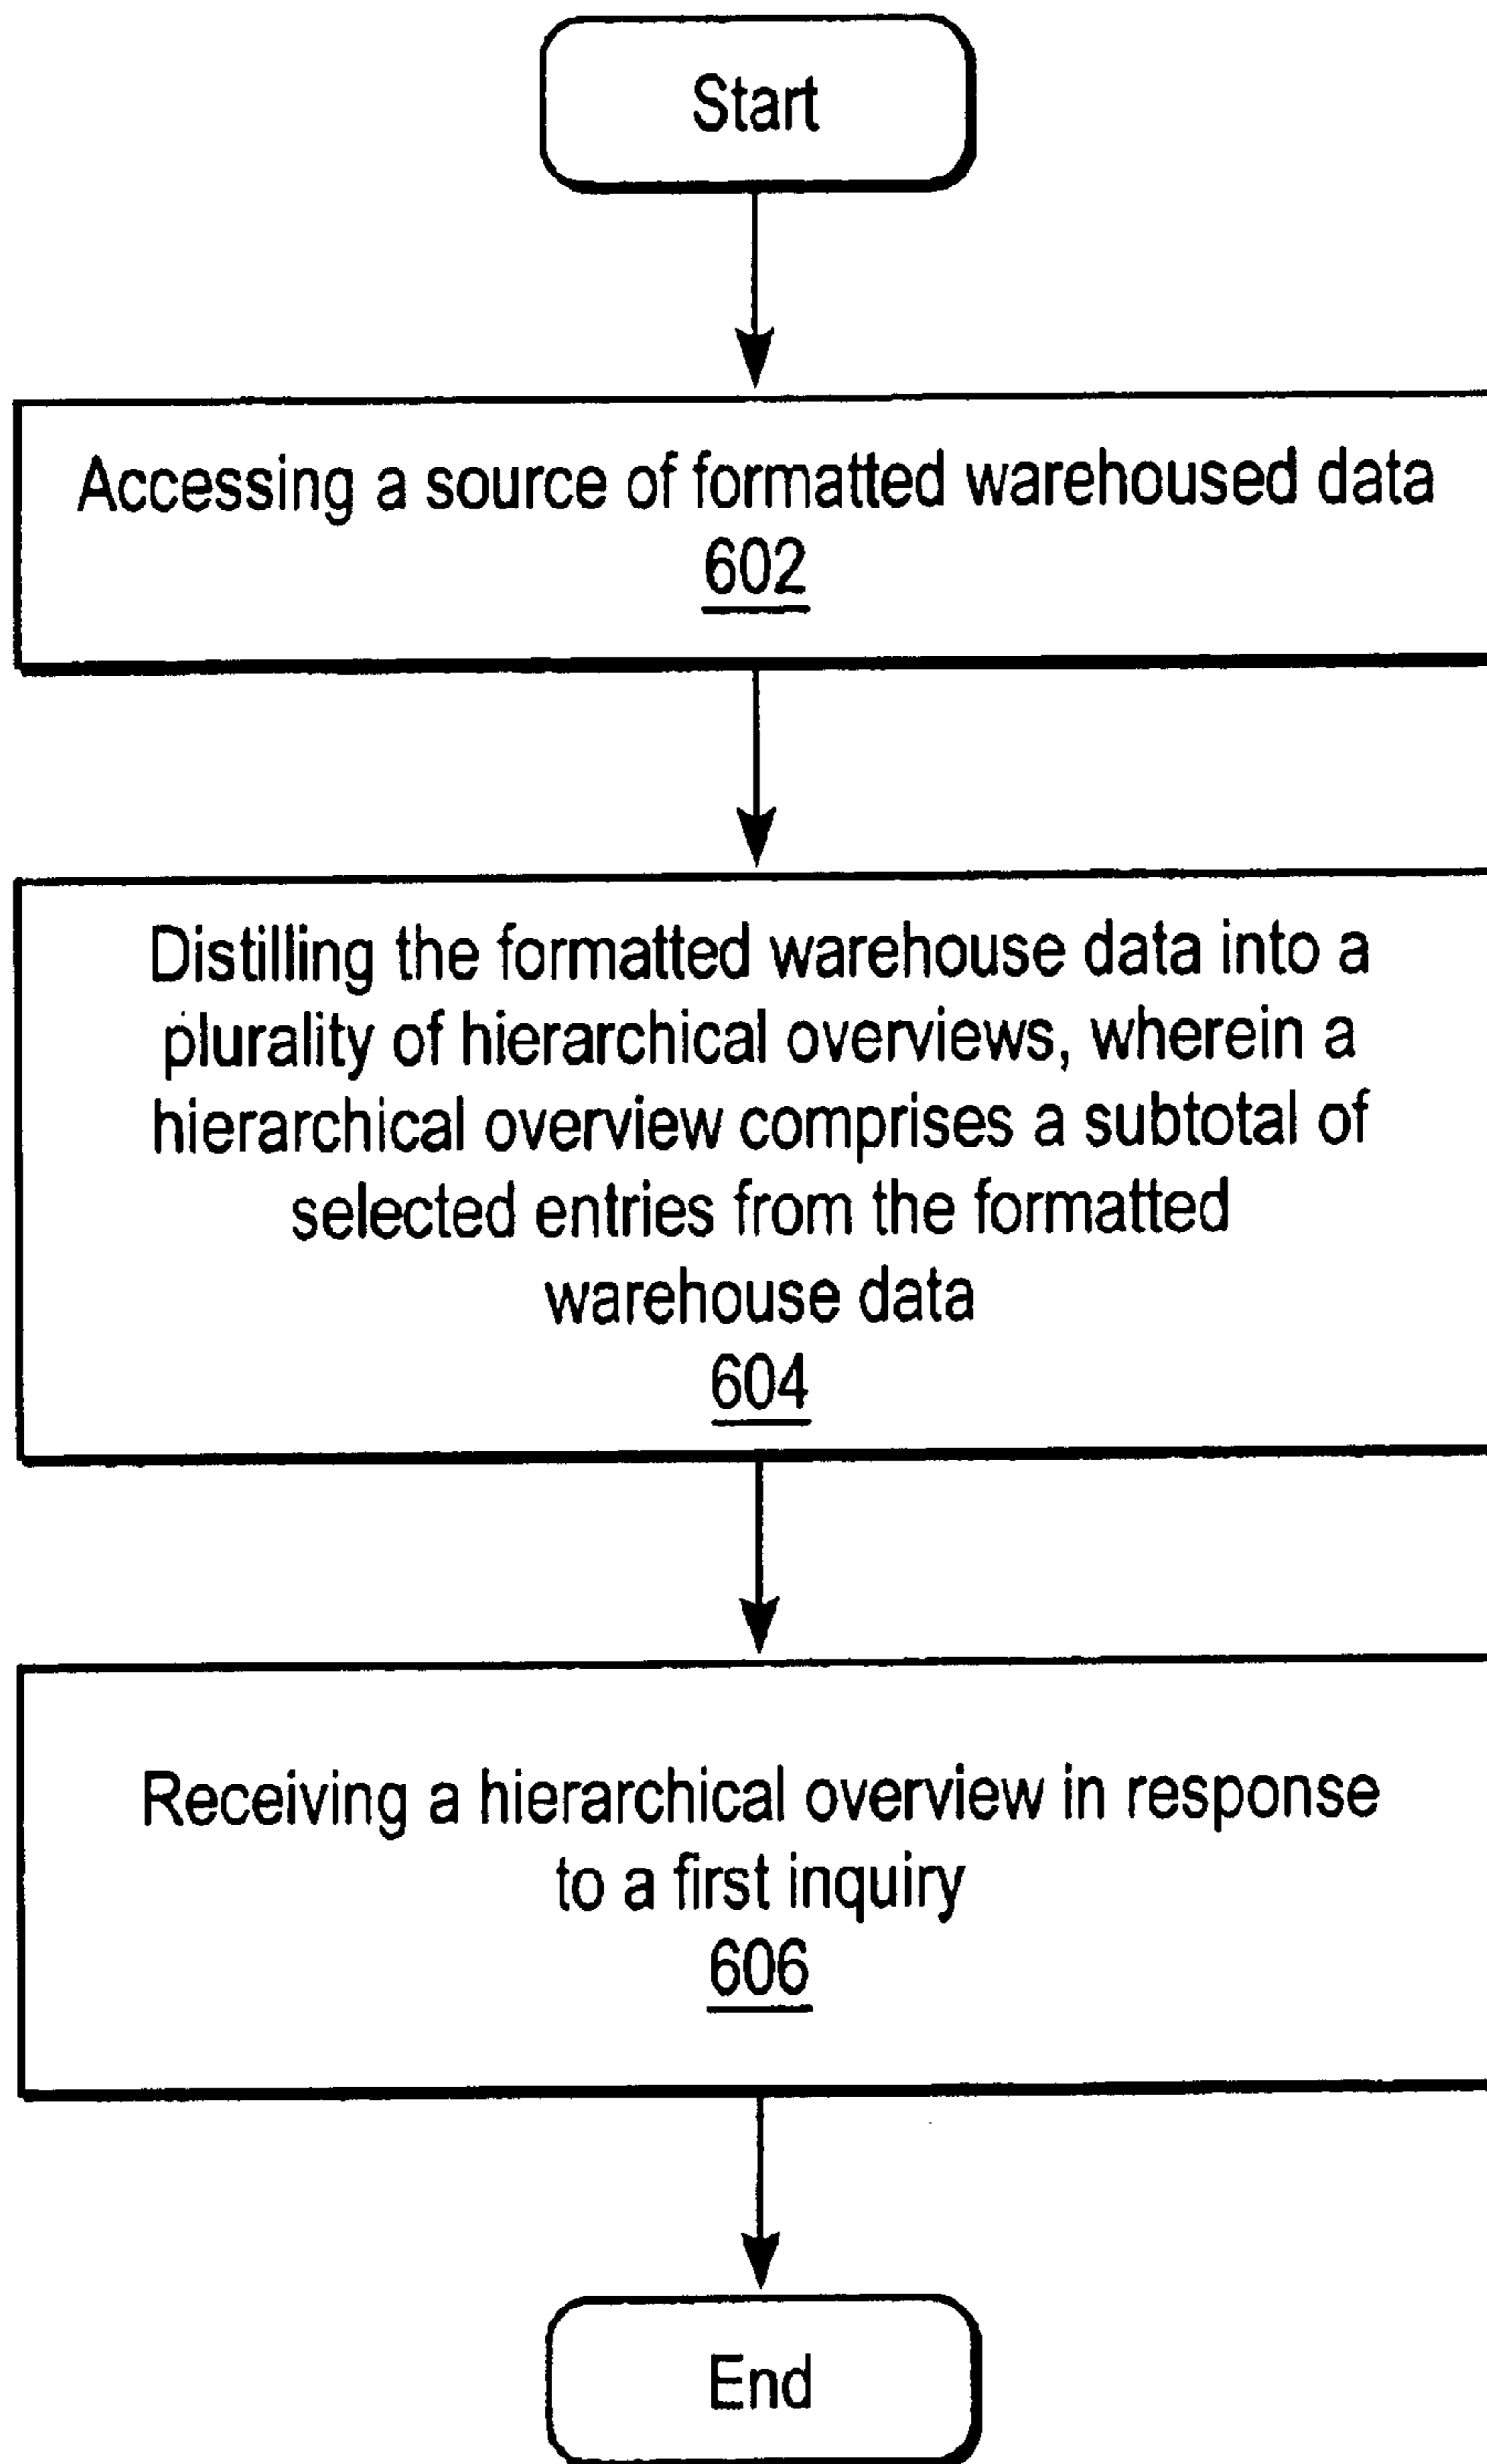 Start
Accessing a source of formatted warehoused data
602
Distilling the formatted warehouse data into a
plurality of hierarchical overviews, wherein a
hierarchical overview comprises a subtotal of
selected entries from the formatted
warehouse data
604
Receiving a hierarchical overview in response
to a first inquiry
606
End